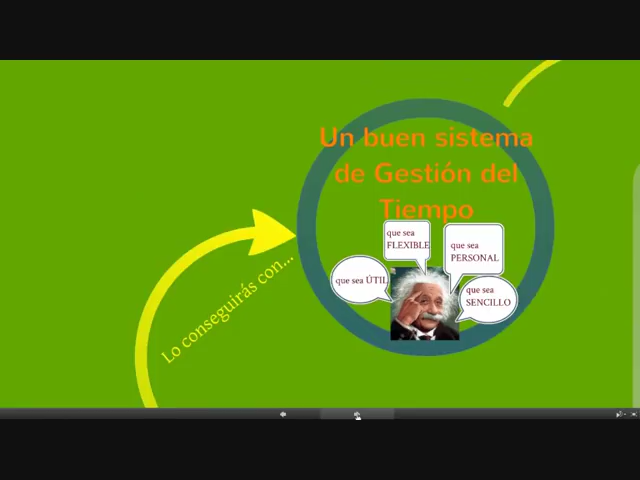 Un buen sistema
de Gestión del
Tiempo
que sea
FLEXIBLE
que sea
PERSONAL
que sea ÚTIL
que sea
SENCILLO
Lo conseguirás con...